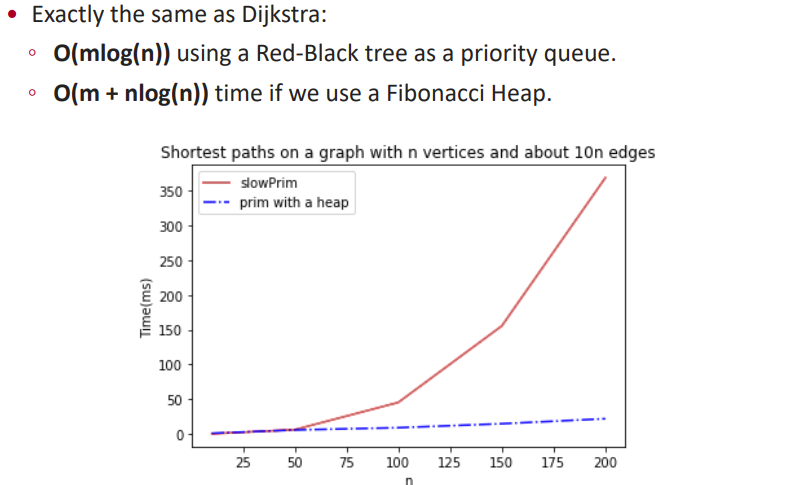 • Exactly the same as Dijkstra:
◦ O(mlog(n)) using a Red-Black tree as a priority queue.
◦ O(m + nlog(n)) time if we use a Fibonacci Heap.
Shortest paths on a graph with n vertices and about 10n edges
slowPrim
prim with a heap
Time(ms)
350
300
250
200
150
100
50
0
25 50 75 100 125 150 175 200
n